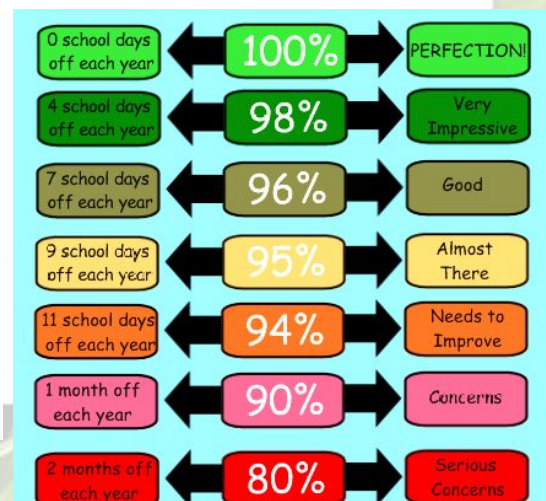 0 school days
off each year
100%
PERFECTION!
4 school days
off each year
98%
Very
Impressive
7 school days
off each year
96%
Good
9 school days
off each year
95%
Almost
There
11 school days
off each year
94%
Needs to
Improve
1 month off
each year
90%
Concerns
2 months off
each year
80%
Serious
Concerns